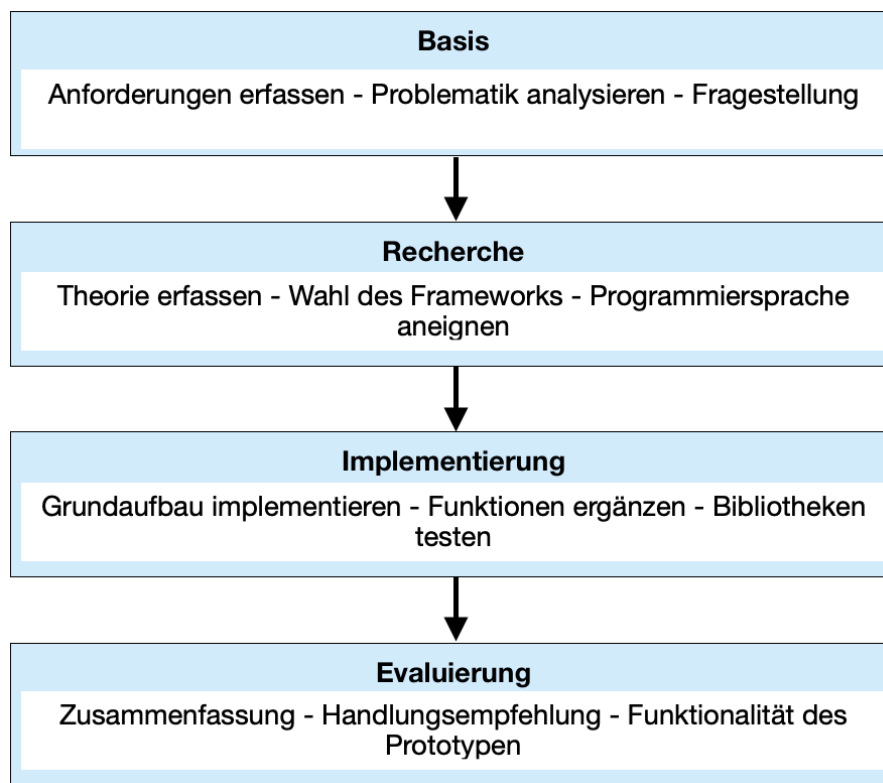 Basis
Anforderungen erfassen - Problematik analysieren - Fragestellung
Recherche
Theorie erfassen - Wahl des Frameworks - Programmiersprache
aneignen
Implementierung
Grundaufbau implementieren - Funktionen ergänzen - Bibliotheken
testen
Evaluierung
Zusammenfassung - Handlungsempfehlung - Funktionalität des
Prototypen